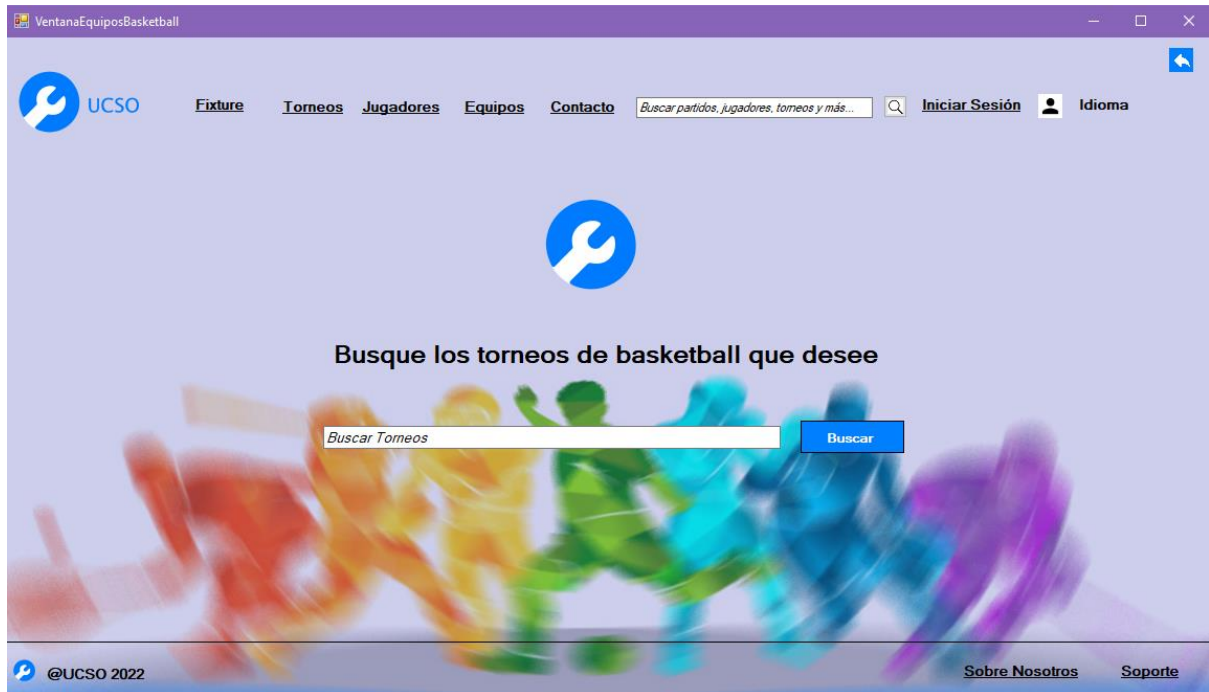 VentanaEquiposBasketball
UCSO
Fixture
Torneos
Jugadores
Equipos
Contacto
Buscar partidos, jugadores, torneos y más...
Iniciar Sesión
Idioma
Busque los torneos de basketball que desee
Buscar Torneos
Buscar
@UCSO 2022
Sobre Nosotros
Soporte